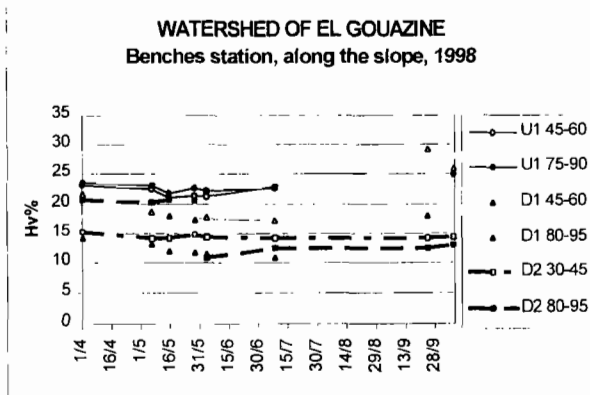 WATERSHED OF EL GOUAZINE
Benches station, along the slope, 1998
Hv%
35
30
25
20
15
10
5
0
1/4
16/4
1/5
16/5
31/5
15/6
30/6
15/7
30/7
14/8
29/8
13/9
28/9
U1 45-60
U1 75-90
D1 45-60
D1 80-95
D2 30-45
D2 80-95